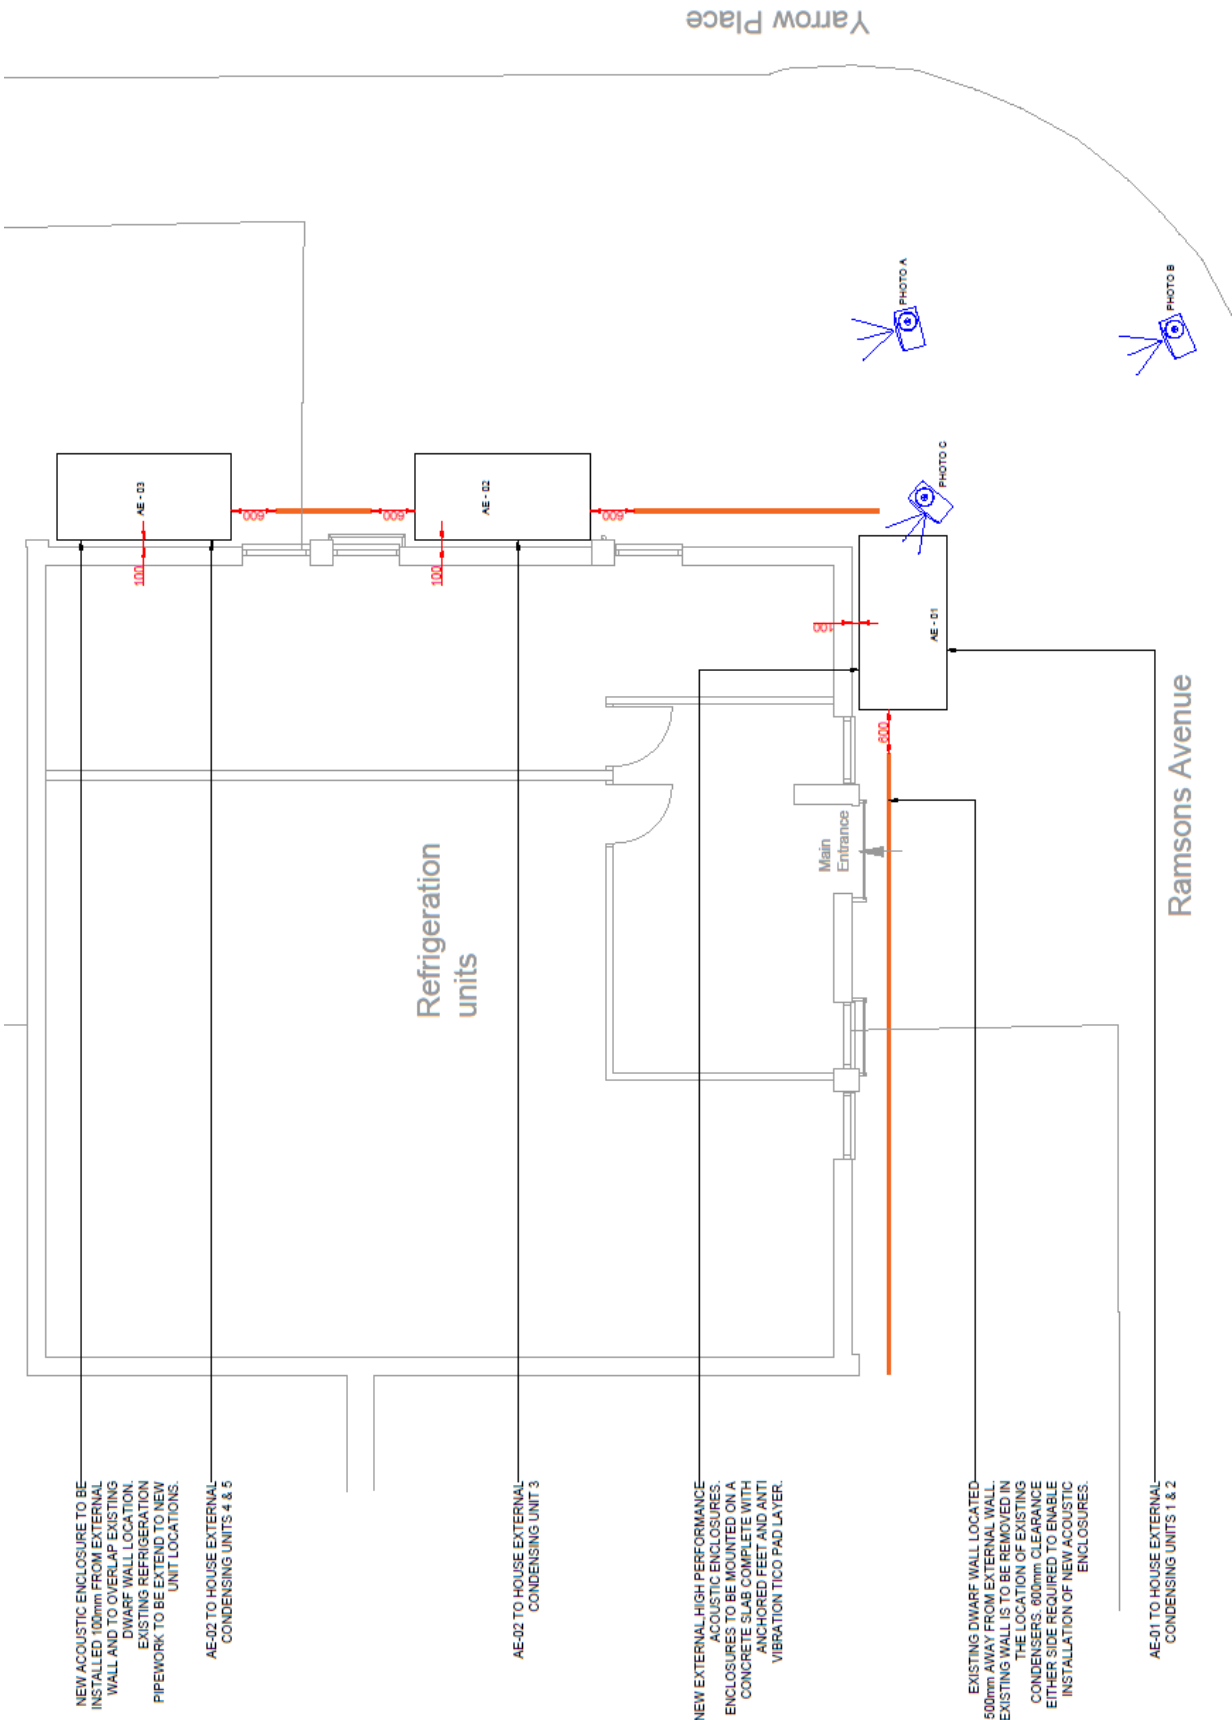 Yarrow Place
PHOTO A
PHOTO B
PHOTO C
AE - 03
600
600
AE - 02
600
100
100
100
AE - 01
600
Main
Entrance
Refrigeration
units
Ramsons Avenue
NEW ACOUSTIC ENCLOSURE TO BE
INSTALLED 100mm FROM EXTERNAL
WALL AND TO OVERLAP EXISTING
DWARF WALL LOCATION.
EXISTING REFRIGERATION
PIPEWORK TO BE EXTEND TO NEW
UNIT LOCATIONS.
AE-02 TO HOUSE EXTERNAL
CONDENSING UNITS 4 & 5
AE-02 TO HOUSE EXTERNAL
CONDENSING UNIT 3
NEW EXTERNAL,HIGH PERFORMANCE
ACOUSTIC ENCLOSURES.
ENCLOSURES TO BE MOUNTED ON A
CONCRETE SLAB COMPLETE WITH
ANCHORED FEET AND ANTI
VIBRATION TICO PAD LAYER.
EXISTING DWARF WALL LOCATED
500mm AWAY FROM EXTERNAL WALL.
EXISTING WALL IS TO BE REMOVED IN
THE LOCATION OF EXISTING
CONDENSERS. 600mm CLEARANCE
EITHER SIDE REQUIRED TO ENABLE
INSTALLATION OF NEW ACOUSTIC
ENCLOSURES.
AE-01 TO HOUSE EXTERNAL
CONDENSING UNITS 1 & 2